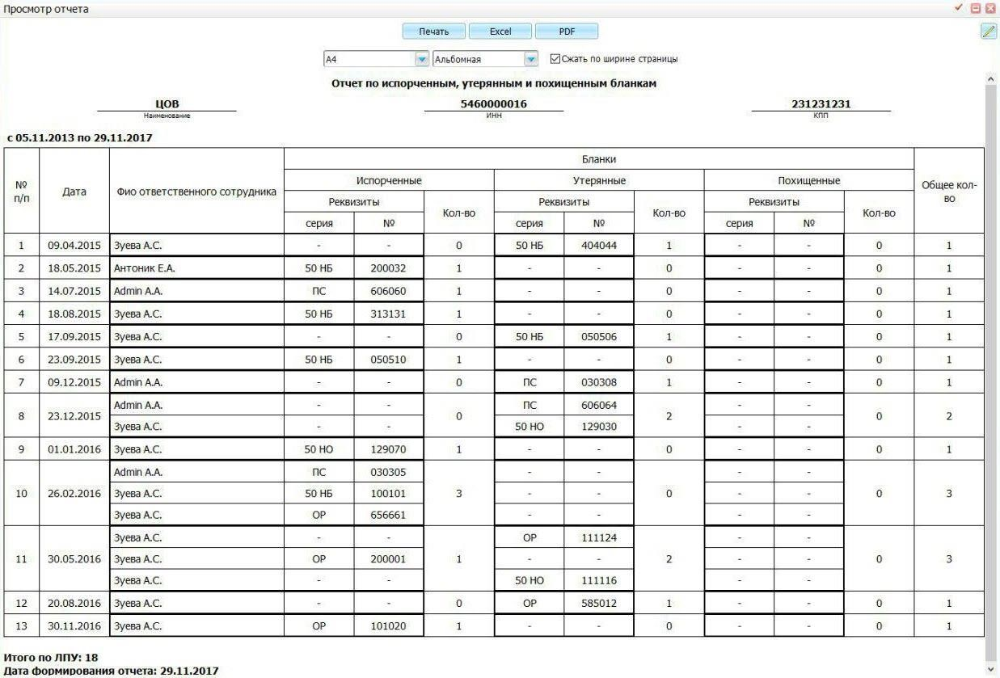 Просмотр отчета
Печать Excel PDF
А4 Альбомная Сжать по ширине страницы
Отчет по испорченным, утерянным и похищенным бланкам
ЦОВ 5460000016 231231231
Наименование ИНН КПП
с 05.11.2013 по 29.11.2017
№ п/п Дата Фио ответственного сотрудника Бланки Общее кол-во
Испорченные Утерянные Похищенные
Реквизиты Кол-во Реквизиты Кол-во Реквизиты Кол-во
серия № серия № серия №
1 09.04.2015 Зуева А.С. - - 0 50 НБ 404044 1 - - 0 1
2 18.05.2015 Антоник Е.А. 50 НБ 200032 1 - - 0 - - 0 1
3 14.07.2015 Admin A.A. ПС 606060 1 - - 0 - - 0 1
4 18.08.2015 Зуева А.С. 50 НБ 313131 1 - - 0 - - 0 1
5 17.09.2015 Зуева А.С. - - 0 50 НБ 050506 1 - - 0 1
6 23.09.2015 Зуева А.С. 50 НБ 050510 1 - - 0 - - 0 1
7 09.12.2015 Admin A.A. - - 0 ПС 030308 1 - - 0 1
8 23.12.2015 Admin A.A. - - 0 ПС 606064 2 - - 0 2
Зуева А.С. - - 50 НО 129030 - -
9 01.01.2016 Зуева А.С. 50 НО 129070 1 - - 0 - - 0 1
10 26.02.2016 Admin A.A. ПС 030305 3 - - 0 - - 0 3
Зуева А.С. 50 НБ 100101 - - - -
Зуева А.С. ОР 656661 - - - -
11 30.05.2016 Зуева А.С. - - 1 ОР 111124 2 - - 0 3
Зуева А.С. ОР 200001 - - - -
Зуева А.С. - - 50 НО 111116 - -
12 20.08.2016 Зуева А.С. - - 0 ОР 585012 1 - - 0 1
13 30.11.2016 Зуева А.С. ОР 101020 1 - - 0 - - 0 1
Итого по ЛПУ: 18
Дата формирования отчета: 29.11.2017